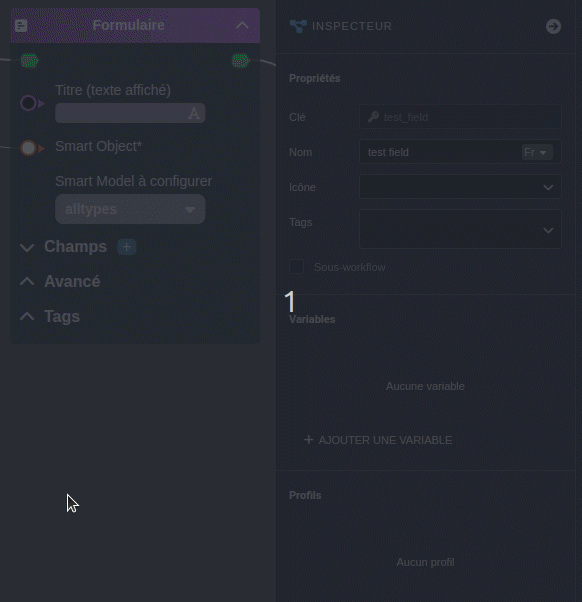 Formulaire
Titre (texte affiché)
A
Smart Object*
Smart Model à configurer
alltypes
Champs +
Avancé
Tags
INSPECTEUR
Propriétés
Clé test_field
Nom test field Fr
Icône
Tags
Sous-workflow
1
Variables
Aucune variable
+ AJOUTER UNE VARIABLE
Profils
Aucun profil